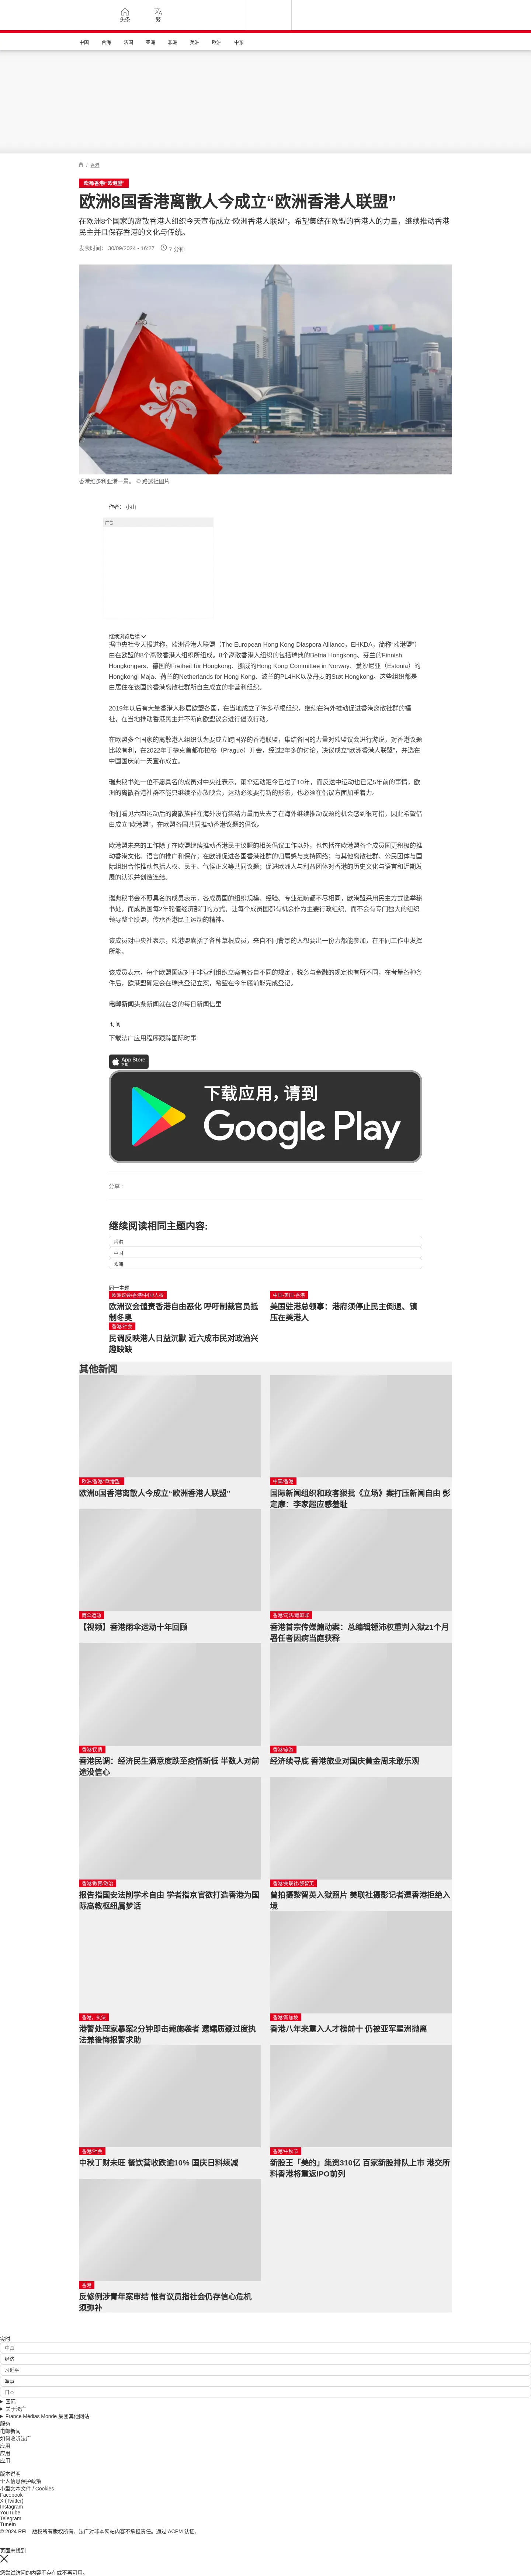 头条
繁
中国
台海
法国
亚洲
非洲
美洲
欧洲
中东
/ 香港
欧洲/香港/“欧港盟”
欧洲8国香港离散人今成立“欧洲香港人联盟”
在欧洲8个国家的离散香港人组织今天宣布成立“欧洲香港人联盟”，希望集结在欧盟的香港人的力量，继续推动香港民主并且保存香港的文化与传统。
发表时间： 30/09/2024 - 16:27
7 分钟
香港维多利亚港一景。 © 路透社图片
作者： 小山
广告
继续浏览后续
据中央社今天报道称，欧洲香港人联盟（The European Hong Kong Diaspora Alliance，EHKDA，简称“欧港盟”）
由在欧盟的8个离散香港人组织所组成。8个离散香港人组织的包括瑞典的Befria Hongkong、芬兰的Finnish
Hongkongers、德国的Freiheit für Hongkong、挪威的Hong Kong Committee in Norway、爱沙尼亚（Estonia）的
Hongkongi Maja、荷兰的Netherlands for Hong Kong、波兰的PL4HK以及丹麦的Støt Hongkong。这些组织都是
由居住在该国的香港离散社群所自主成立的非营利组织。
2019年以后有大量香港人移居欧盟各国，在当地成立了许多草根组织，继续在海外推动促进香港离散社群的福
祉，在当地推动香港民主并不断向欧盟议会进行倡议行动。
在欧盟多个国家的离散港人组织认为要成立跨国界的香港联盟，集结各国的力量对欧盟议会进行游说，对香港议题
比较有利，在2022年于捷克首都布拉格（Prague）开会，经过2年多的讨论，决议成立“欧洲香港人联盟”，并选在
中国国庆前一天宣布成立。
瑞典秘书处一位不愿具名的成员对中央社表示，雨伞运动距今已过了10年，而反送中运动也已是5年前的事情，欧
洲的离散香港社群不能只继续举办放映会，运动必须要有新的形态，也必须在倡议方面加重着力。
他们看见六四运动后的离散族群在海外没有集结力量而失去了在海外继续推动议题的机会感到很可惜，因此希望借
由成立“欧港盟”，在欧盟各国共同推动香港议题的倡议。
欧港盟未来的工作除了在欧盟继续推动香港民主议题的相关倡议工作以外，也包括在欧港盟各个成员国更积极的推
动香港文化、语言的推广和保存；在欧洲促进各国香港社群的归属感与支持网络；与其他离散社群、公民团体与国
际组织合作推动包括人权、民主、气候正义等共同议题；促进欧洲人与利益团体对香港的历史文化与语言和近期发
展的认识并创造连结。
瑞典秘书会不愿具名的成员表示，各成员国的组织规模、经验、专业范畴都不尽相同，欧港盟采用民主方式选举秘
书处，而成员国每2年轮值经济部门的方式，让每个成员国都有机会作为主要行政组织，而不会有专门独大的组织
领导整个联盟，传承香港民主运动的精神。
该成员对中央社表示，欧港盟囊括了各种草根成员，来自不同背景的人想要出一份力都能参加，在不同工作中发挥
所能。
该成员表示，每个欧盟国家对于非营利组织立案有各自不同的规定，税务与金融的规定也有所不同，在考量各种条
件后，欧港盟确定会在瑞典登记立案，希望在今年底前能完成登记。
电邮新闻头条新闻就在您的每日新闻信里
订阅
下载法广应用程序跟踪国际时事
App Store
下载
下载应用，请到
Google Play
分享 :
继续阅读相同主题内容:
香港
中国
欧洲
同一主题
欧洲议会/香港/中国/人权
欧洲议会谴责香港自由恶化 呼吁制裁官员抵制冬奥
中国·美国·香港
美国驻港总领事：港府须停止民主倒退、镇压在美港人
香港/社会
民调反映港人日益沉默 近六成市民对政治兴趣缺缺
其他新闻
欧洲/香港/“欧港盟”
欧洲8国香港离散人今成立“欧洲香港人联盟”
中国/香港
国际新闻组织和政客狠批《立场》案打压新闻自由 彭定康：李家超应感羞耻
雨伞运动
【视频】香港雨伞运动十年回顾
香港/司法/煽颠罪
香港首宗传媒煽动案：总编辑锺沛权重判入狱21个月 署任者因病当庭获释
香港/民情
香港民调：经济民生满意度跌至疫情新低 半数人对前途没信心
香港/旅游
经济续寻底 香港旅业对国庆黄金周未敢乐观
香港/教育/政治
报告指国安法削学术自由 学者指京官欲打造香港为国际高教枢纽属梦话
香港/美联社/黎智英
曾拍摄黎智英入狱照片 美联社摄影记者遭香港拒绝入境
香港、执法
港警处理家暴案2分钟即击毙施袭者 遗孀质疑过度执法兼後悔报警求助
香港/新加坡
香港八年来重入人才榜前十 仍被亚军星洲抛离
香港/社会
中秋丁财未旺 餐饮营收跌逾10% 国庆日料续减
香港/中秋节
新股王「美的」集资310亿 百家新股排队上市 港交所料香港将重返IPO前列
香港
反修例涉青年案审结 惟有议员指社会仍存信心危机须弥补
实时
中国
经济
习近平
军事
日本
国际
关于法广
France Médias Monde 集团其他网站
服务
电邮新闻
如何收听法广
应用
应用
应用
版本说明
个人信息保护政策
小型文本文件 / Cookies
Facebook
X (Twitter)
Instagram
YouTube
Telegram
TuneIn
© 2024 RFI – 版权所有版权所有。法广对非本网站内容不承担责任。通过 ACPM 认证。
页面未找到
您尝试访问的内容不存在或不再可用。